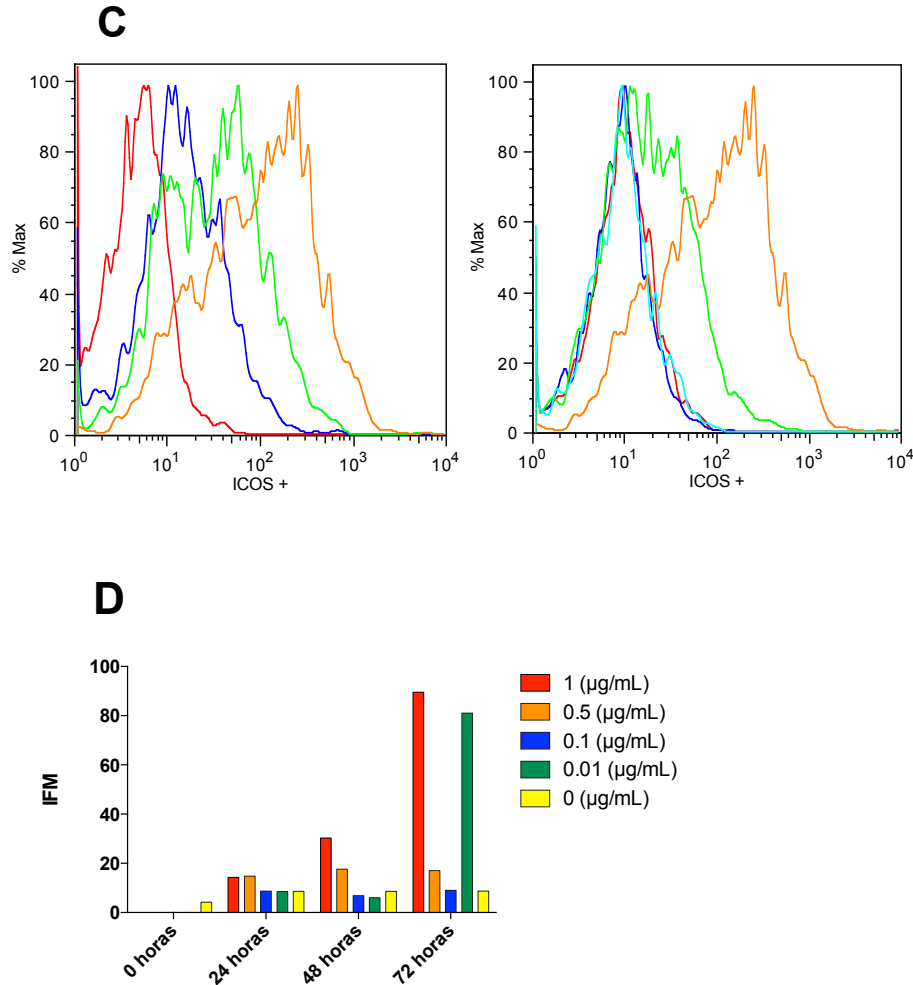 C
100
80
60
40
20
0
% Max
10^0 10^1 10^2 10^3 10^4
ICOS +
100
80
60
40
20
0
% Max
10^0 10^1 10^2 10^3 10^4
ICOS +
D
100
80
60
40
20
0
IFM
0 horas
24 horas
48 horas
72 horas
1 (µg/mL)
0.5 (µg/mL)
0.1 (µg/mL)
0.01 (µg/mL)
0 (µg/mL)